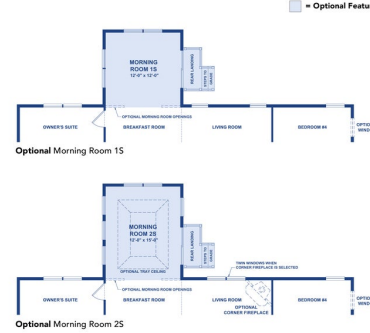 = Optional Featu
MORNING
ROOM 1S
12'-0" x 12'-0"
REAR LANDING
STEPS TO
GRADE
OPTIONAL MORNING ROOM OPENINGS
OWNER'S SUITE
BREAKFAST ROOM
LIVING ROOM
BEDROOM #4
OPTIO
WIND
Optional Morning Room 1S
MORNING
ROOM 2S
12'-0" x 15'-0"
REAR LANDING
STEPS TO
GRADE
OPTIONAL TRAY CEILING
TWIN WINDOWS WHEN
CORNER FIREPLACE IS SELECTED
OPTIONAL MORNING ROOM OPENINGS
OWNER'S SUITE
BREAKFAST ROOM
LIVING ROOM
OPTIONAL
CORNER FIREPLACE
BEDROOM #4
OPTIO
WIND
Optional Morning Room 2S